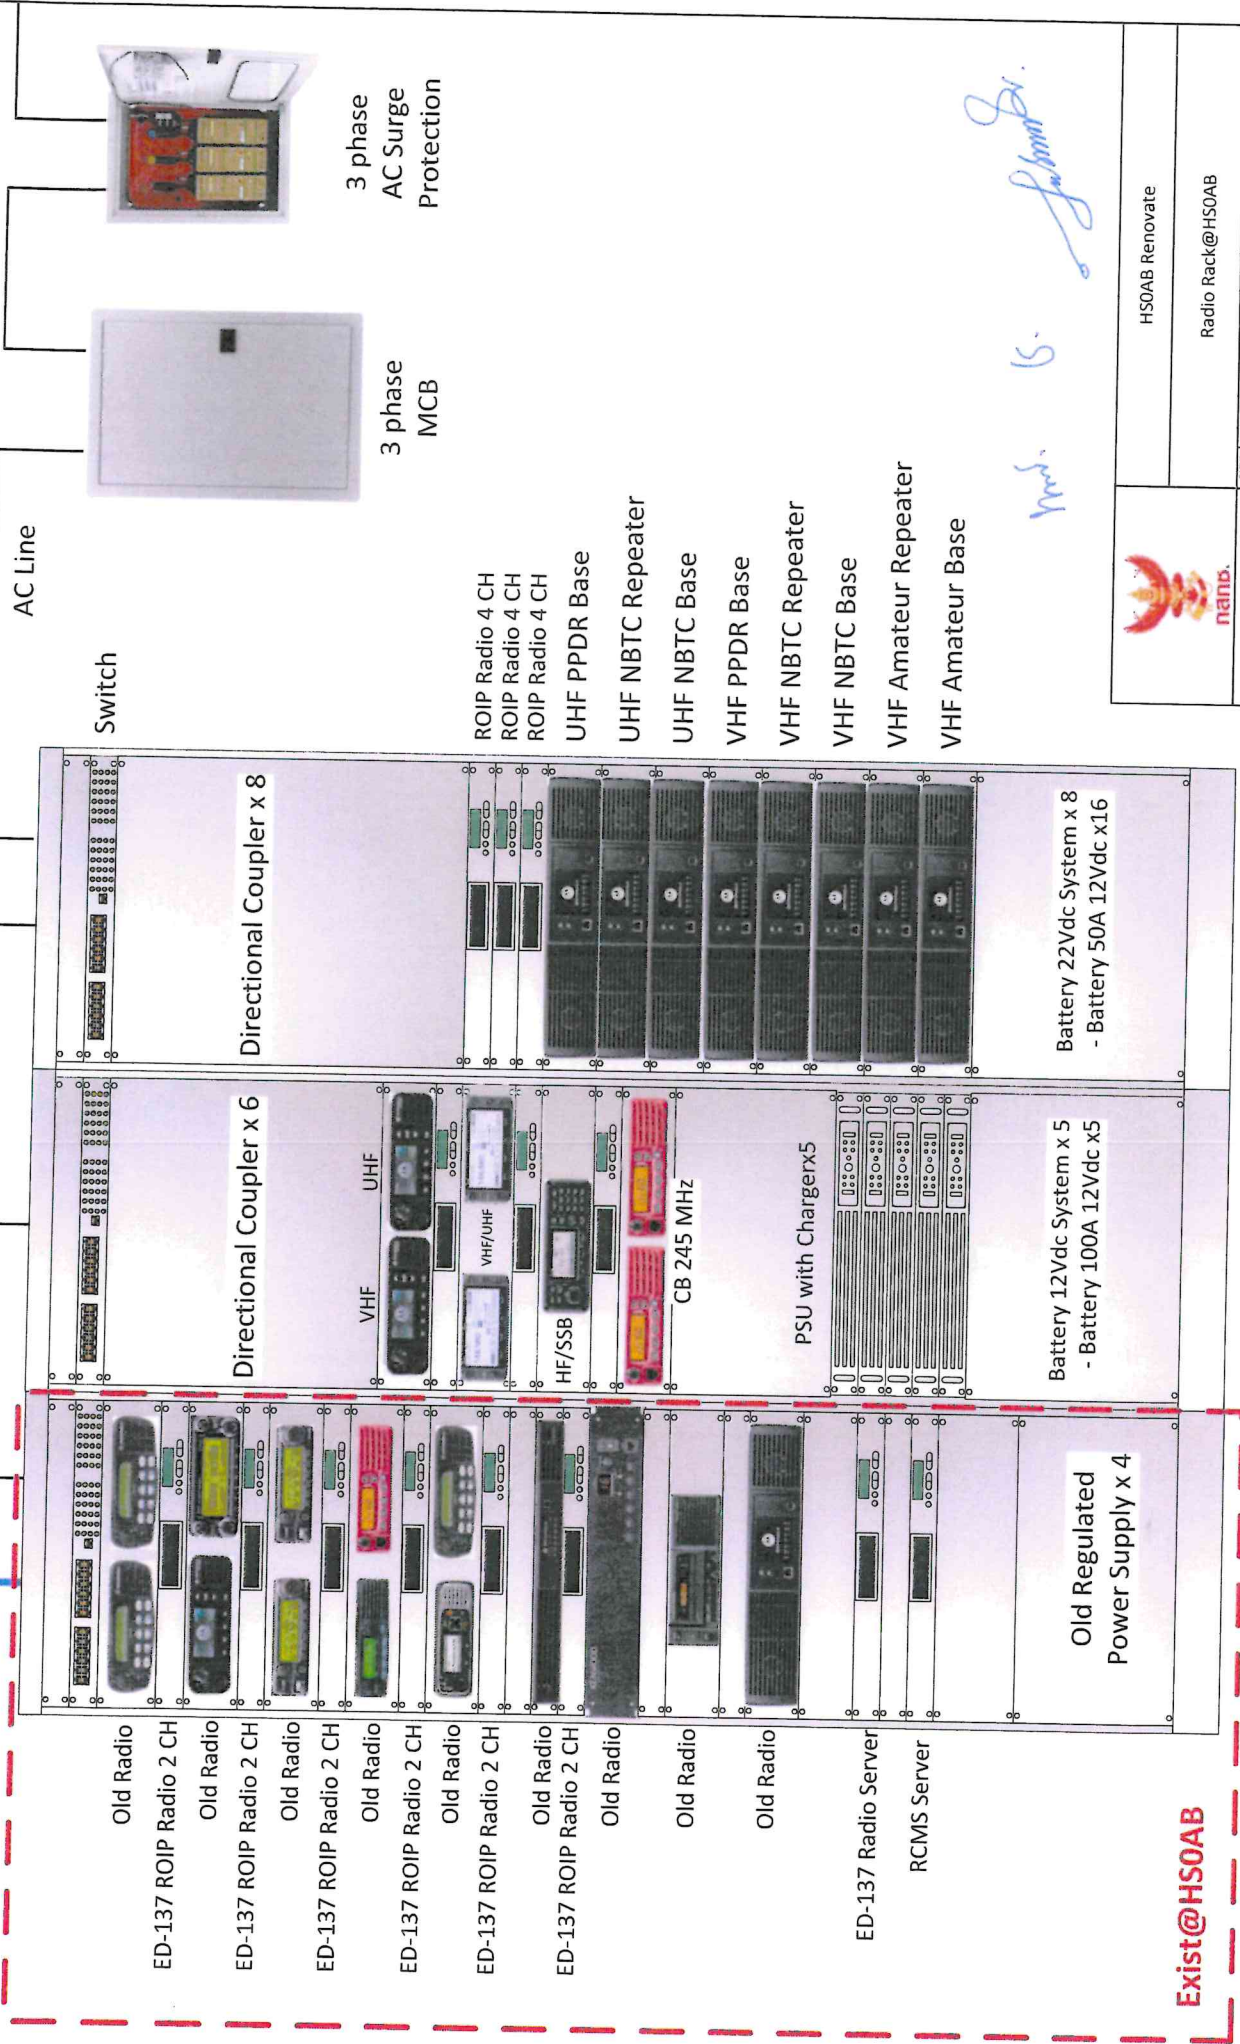 AC Line
3 phase
MCB
3 phase
AC Surge
Protection
Switch
Old Radio
ED-137 ROIP Radio 2 CH
Old Radio
ED-137 ROIP Radio 2 CH
Old Radio
ED-137 ROIP Radio 2 CH
Old Radio
ED-137 ROIP Radio 2 CH
Old Radio
ED-137 ROIP Radio 2 CH
Old Radio
ED-137 ROIP Radio 2 CH
Old Radio
Old Radio
Old Radio
ED-137 Radio Server
RCMS Server
Old Regulated
Power Supply x 4
Exist@HS0AB
Directional Coupler x 6
VHF
UHF
VHF/UHF
HF/SSB
CB 245 MHz
PSU with Chargerx5
Battery 12Vdc System x 5
- Battery 100A 12Vdc x5
Directional Coupler x 8
ROIP Radio 4 CH
ROIP Radio 4 CH
ROIP Radio 4 CH
UHF PPDR Base
UHF NBTC Repeater
UHF NBTC Base
VHF PPDR Base
VHF NBTC Repeater
VHF NBTC Base
VHF Amateur Repeater
VHF Amateur Base
Battery 22Vdc System x 8
- Battery 50A 12Vdc x16
กสทช.
HS0AB Renovate
Radio Rack@HS0AB